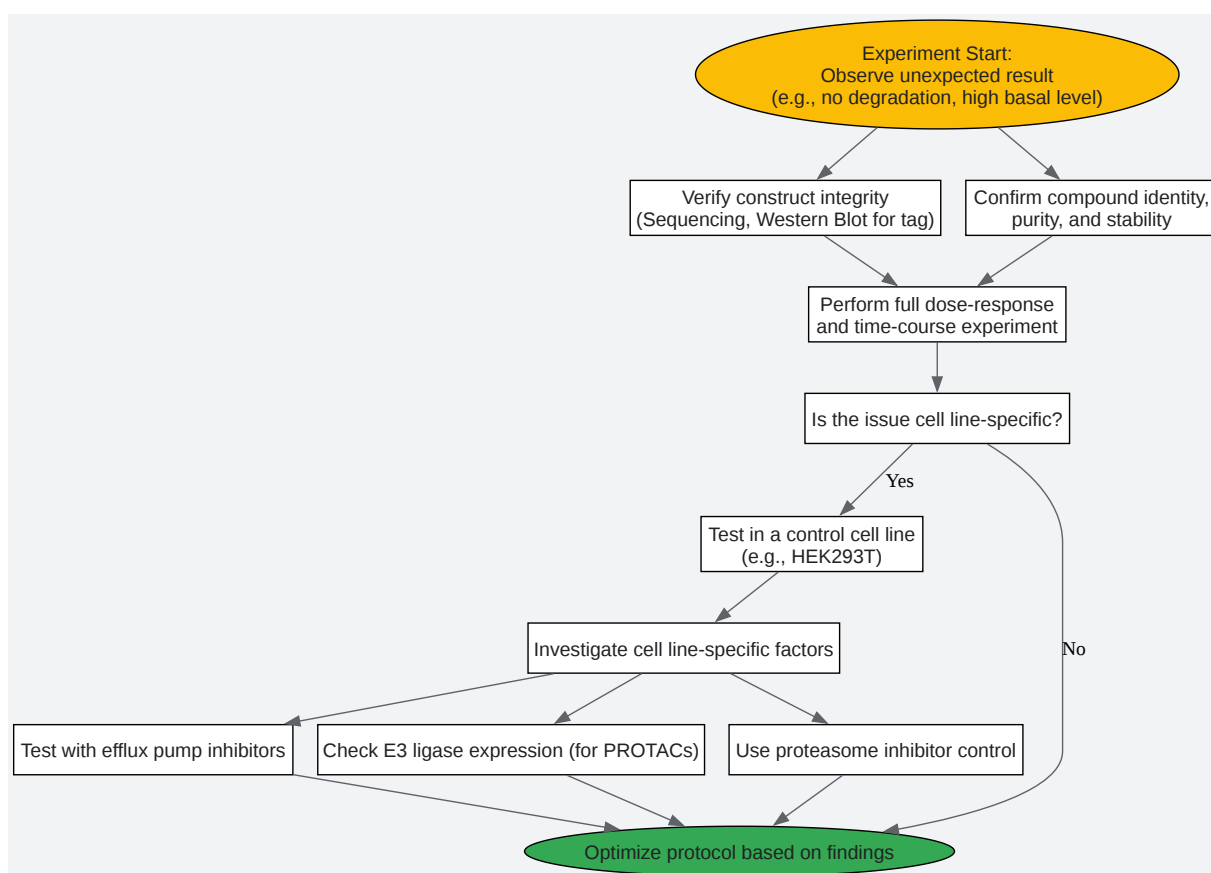 Experiment Start:
Observe unexpected result
(e.g., no degradation, high basal level)
Verify construct integrity
(Sequencing, Western Blot for tag)
Confirm compound identity,
purity, and stability
Perform full dose-response
and time-course experiment
Is the issue cell line-specific?
Yes
Test in a control cell line
(e.g., HEK293T)
Investigate cell line-specific factors
No
Test with efflux pump inhibitors
Check E3 ligase expression (for PROTACs)
Use proteasome inhibitor control
Optimize protocol based on findings